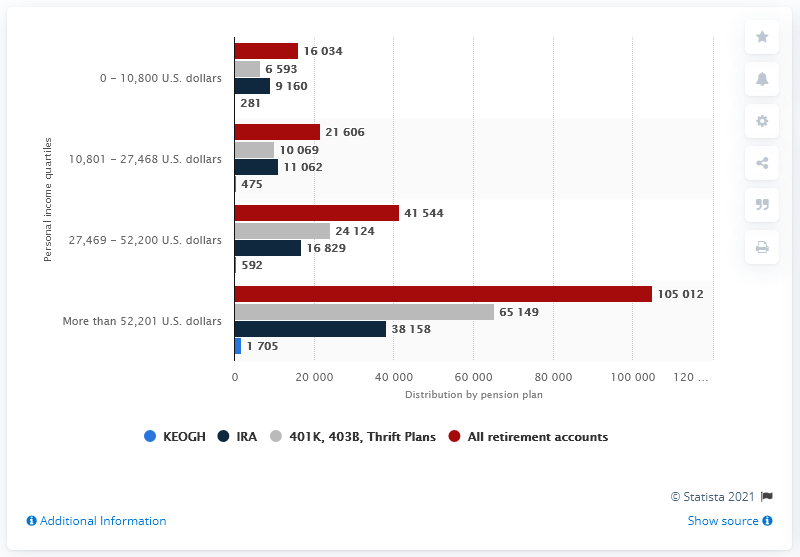 Personal income quartiles
0 – 10,800 U.S. dollars
16 034
6 593
9 160
281
10,801 – 27,468 U.S. dollars
21 606
10 069
11 062
475
27,469 – 52,200 U.S. dollars
41 544
24 124
16 829
592
More than 52,201 U.S. dollars
105 012
65 149
38 158
1 705
0 20 000 40 000 60 000 80 000 100 000 120 ...
Distribution by pension plan
KEOGH IRA 401K, 403B, Thrift Plans All retirement accounts
© Statista 2021
Additional Information Show source